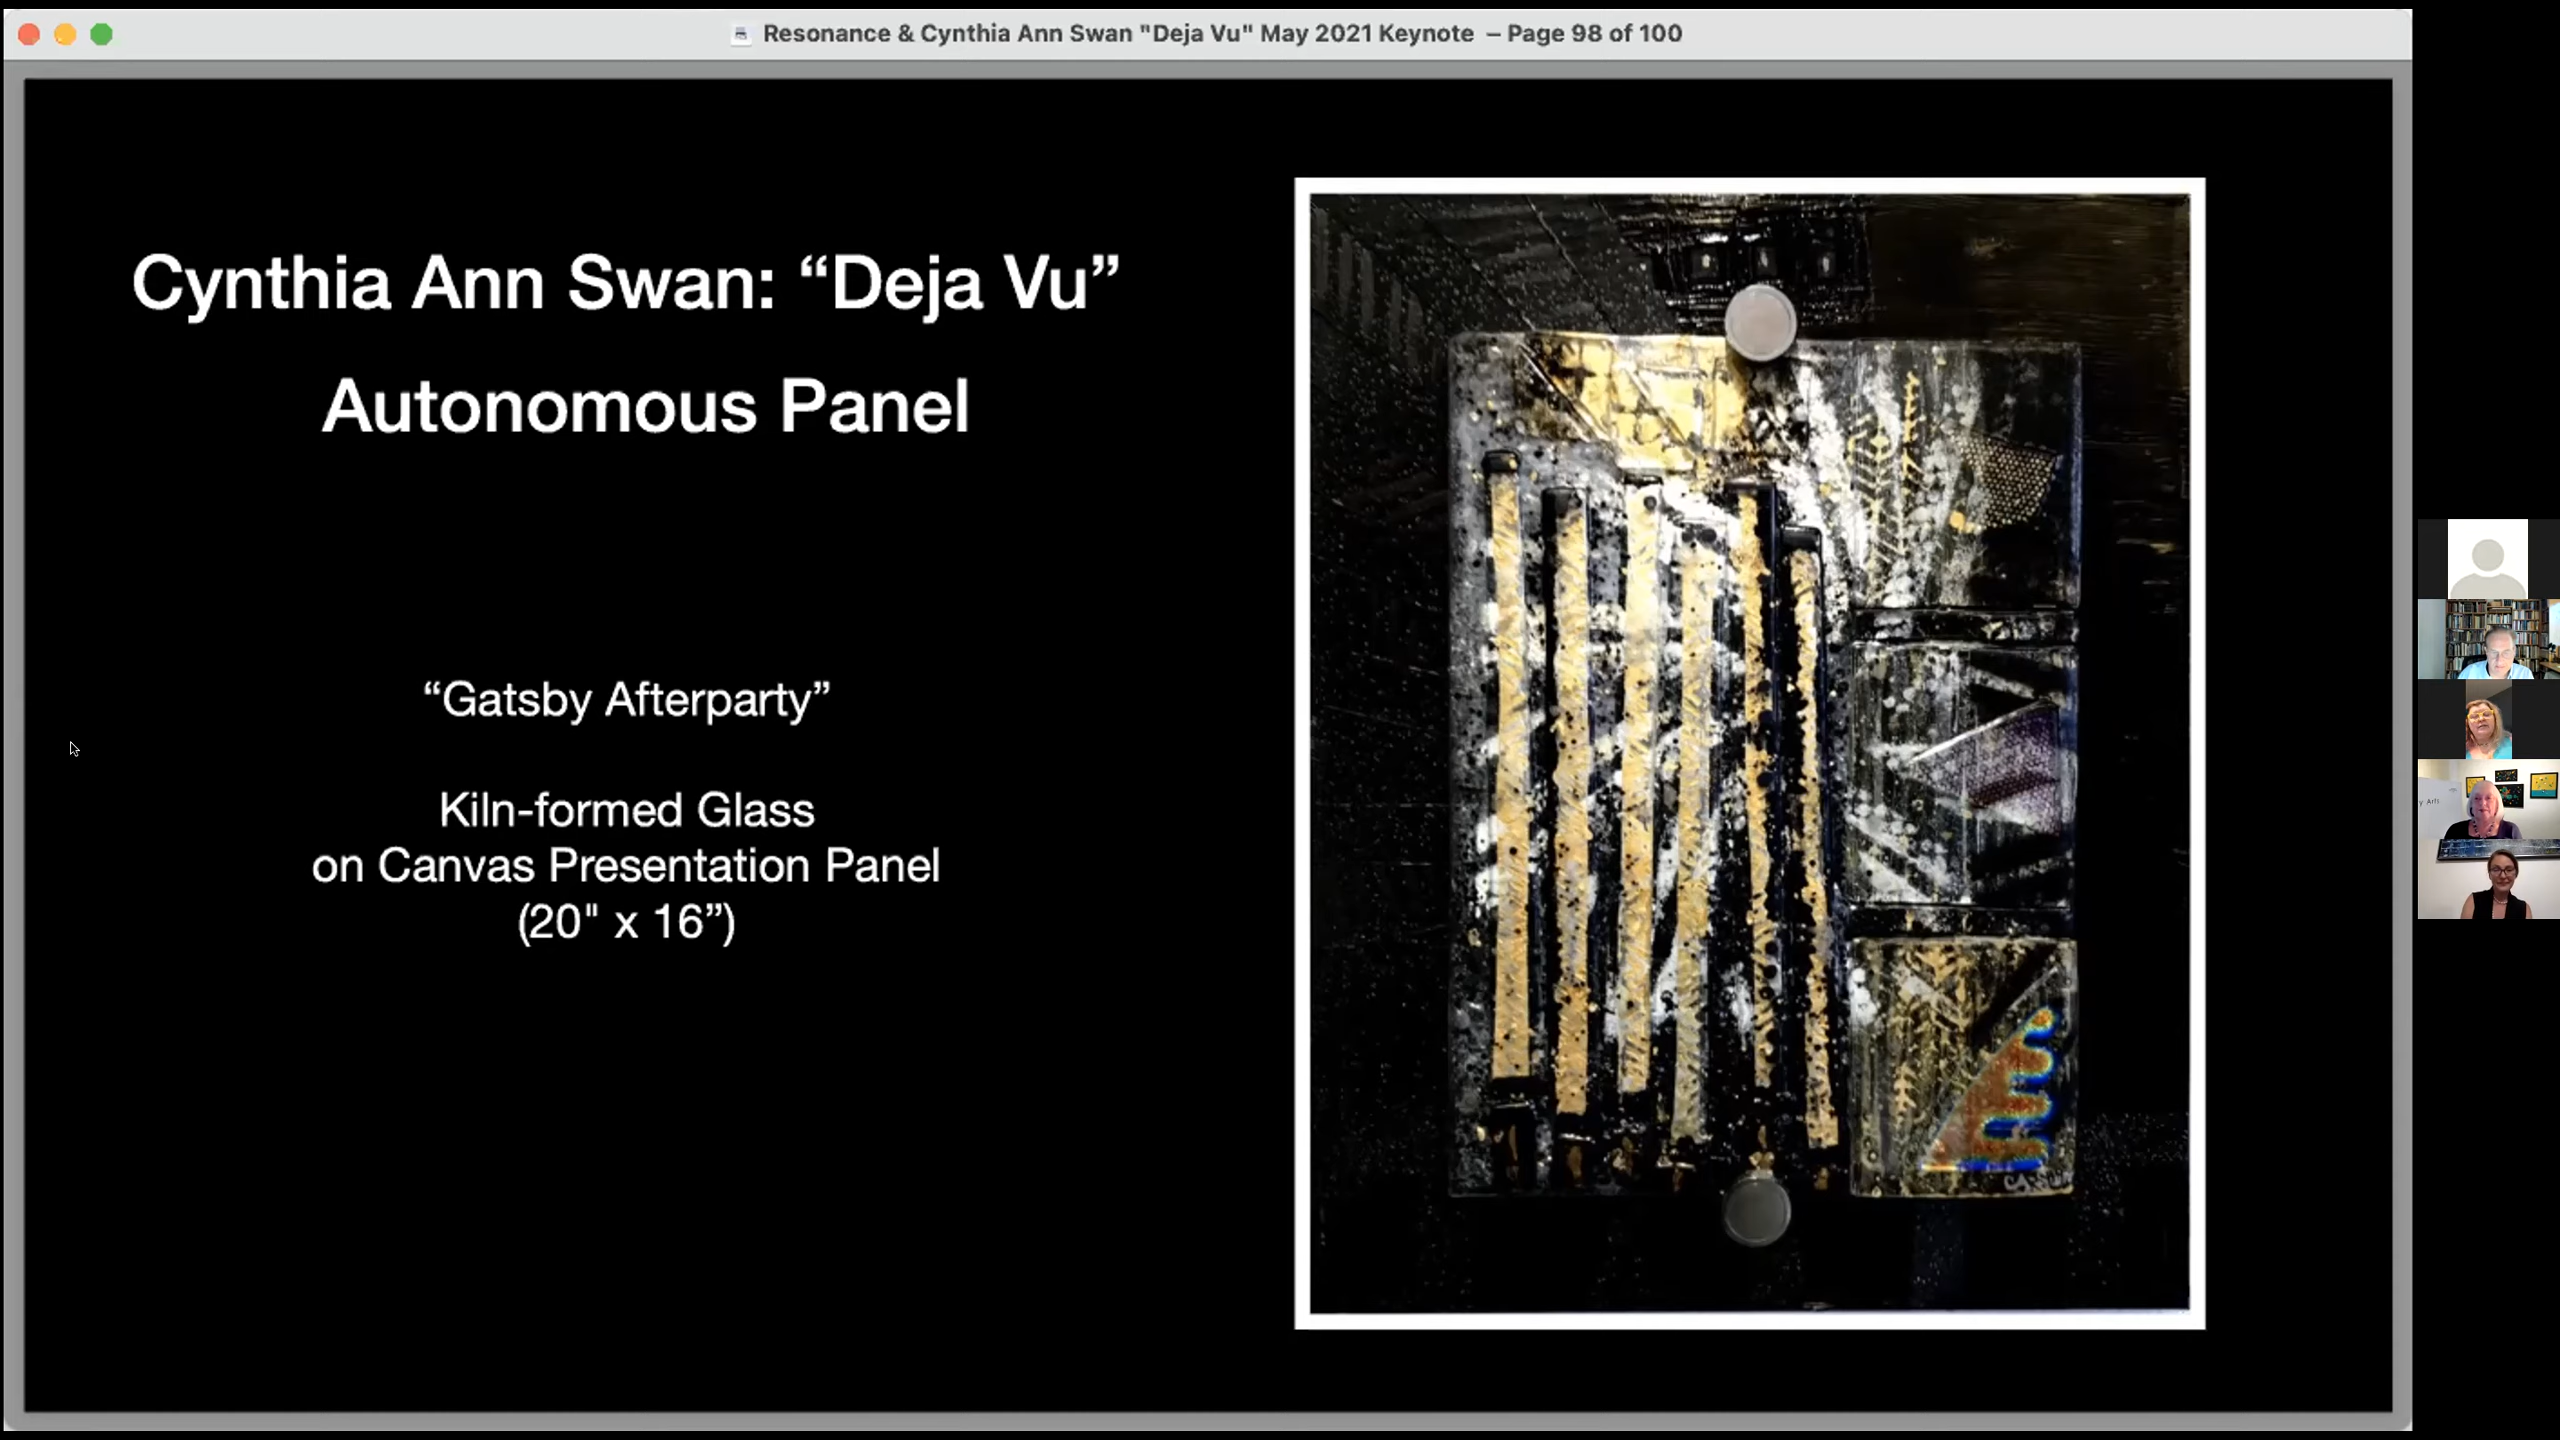 Resonance & Cynthia Ann Swan "Deja Vu" May 2021 Keynote – Page 98 of 100
Cynthia Ann Swan: “Deja Vu”
Autonomous Panel
“Gatsby Afterparty”
Kiln-formed Glass
on Canvas Presentation Panel
(20" x 16”)
Arts